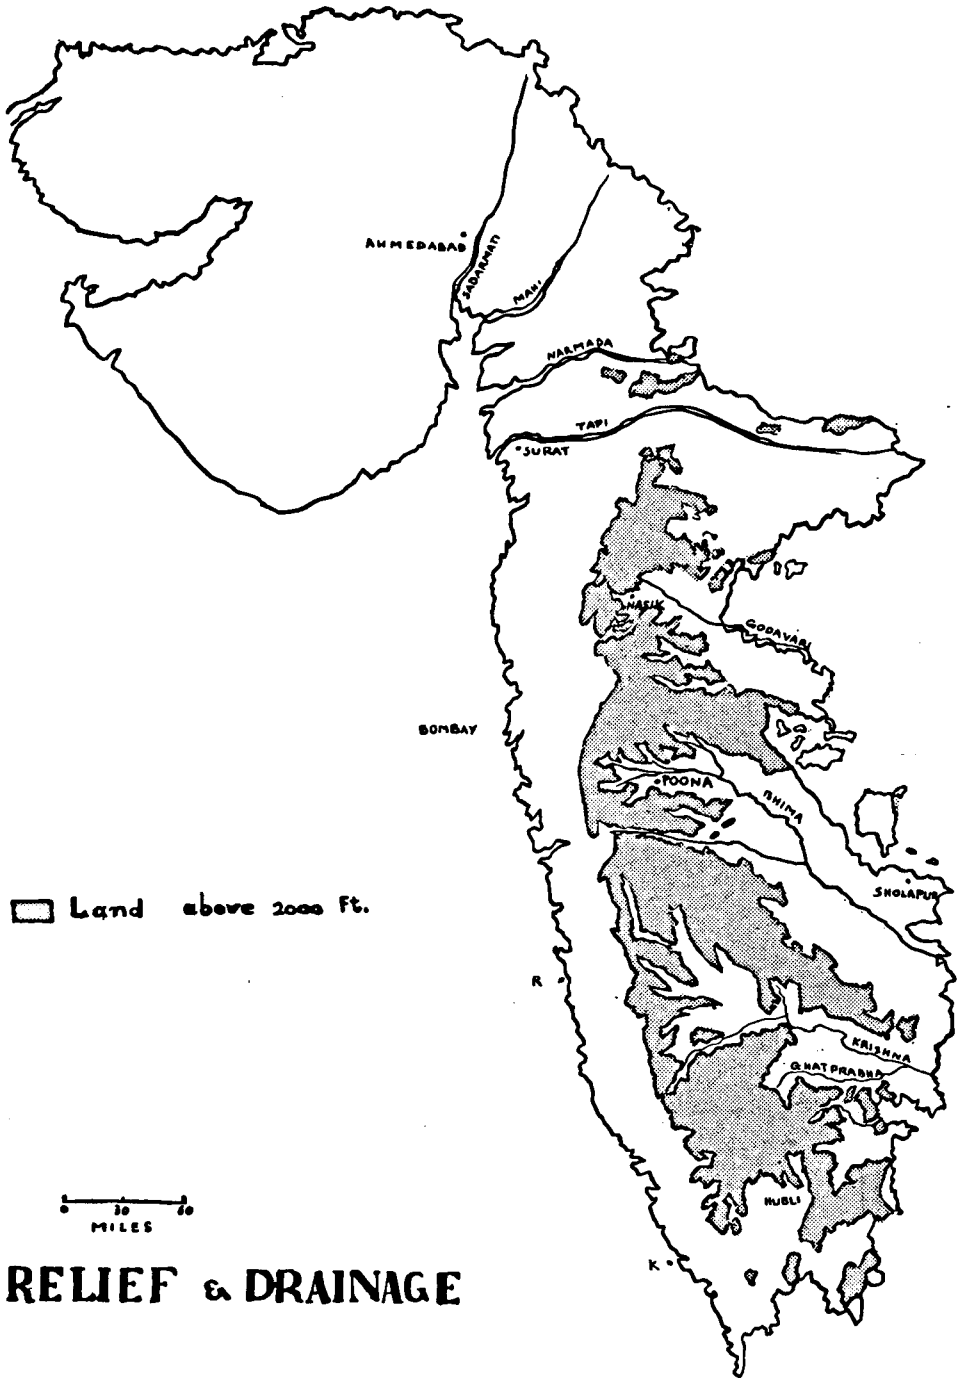 AHMEDABAD
SABARMATI
MAHI
NARMADA
TAPI
SURAT
NASIK
GODAVARI
BOMBAY
POONA
BHIMA
SHOLAPUR
Land above 2000 Ft.
R
KRISHNA
GHATPRABHA
HUBLI
0 30 60
MILES
K
RELIEF & DRAINAGE